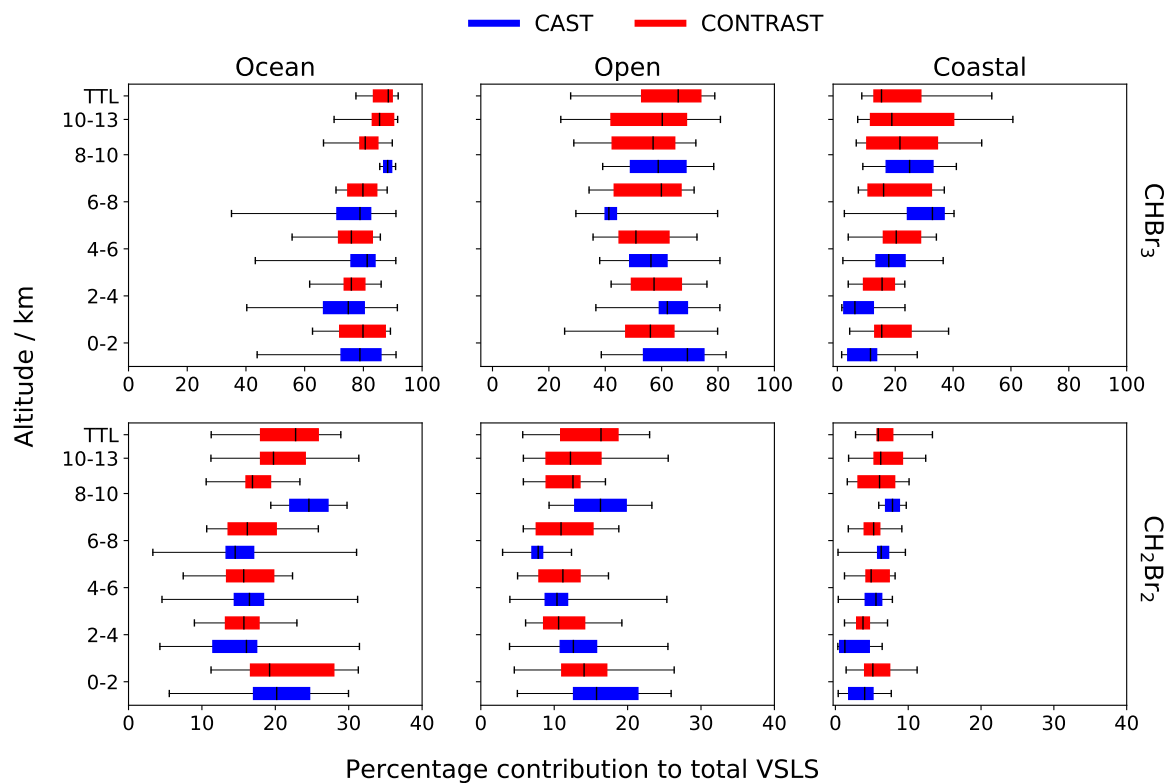 CAST CONTRAST
Ocean Open Coastal
TTL
10-13
8-10
6-8
4-6
2-4
0-2
0 20 40 60 80 100
0 20 40 60 80 100
0 20 40 60 80 100
CHBr₃
TTL
10-13
8-10
6-8
4-6
2-4
0-2
0 10 20 30 40
0 10 20 30 40
0 10 20 30 40
CH₂Br₂
Altitude / km
Percentage contribution to total VSLS